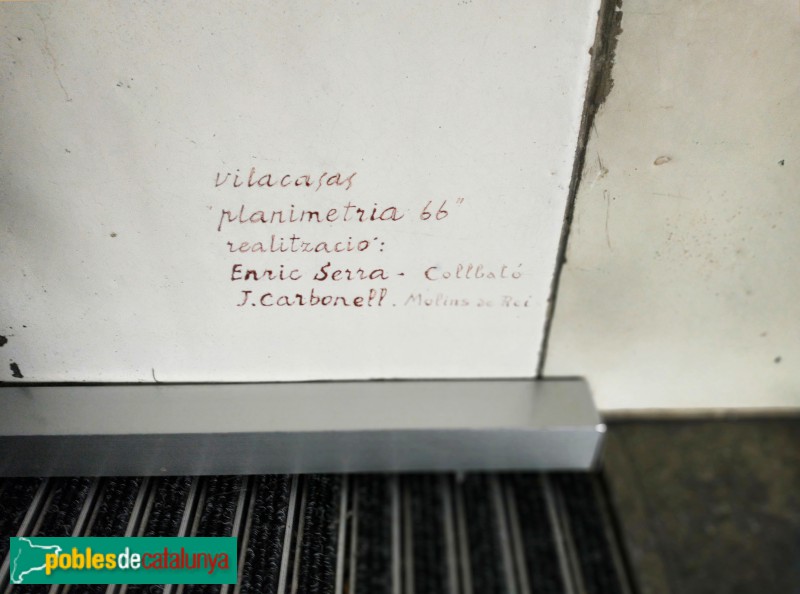 vilacasas
"planimetria 66"
realització:
Enric Serra - Collbató
J. Carbonell. Molins de Rei
poblesdecatalunya